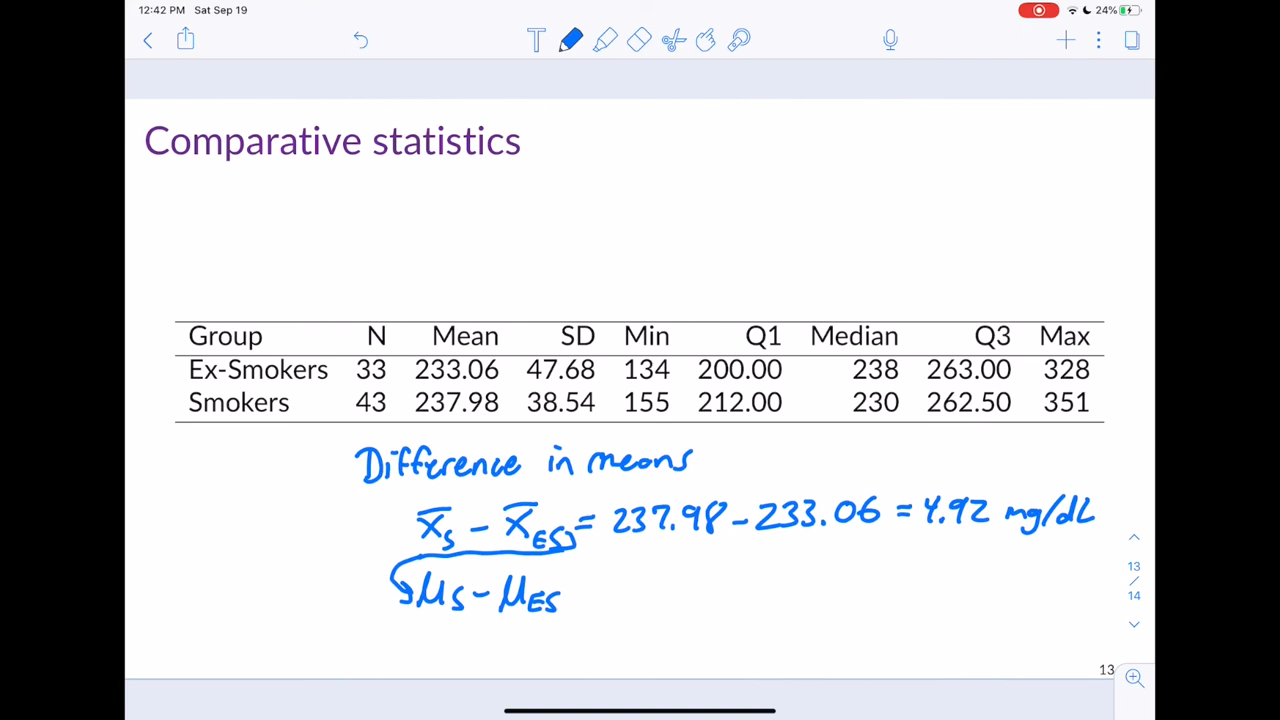 12:42 PM Sat Sep 19
24%
T
Comparative statistics
Group N Mean SD Min Q1 Median Q3 Max
Ex-Smokers 33 233.06 47.68 134 200.00 238 263.00 328
Smokers 43 237.98 38.54 155 212.00 230 262.50 351
Difference in means
x̄S - x̄ES = 237.98 - 233.06 = 4.92 mg/dL
μS - μES
13
/
14
13